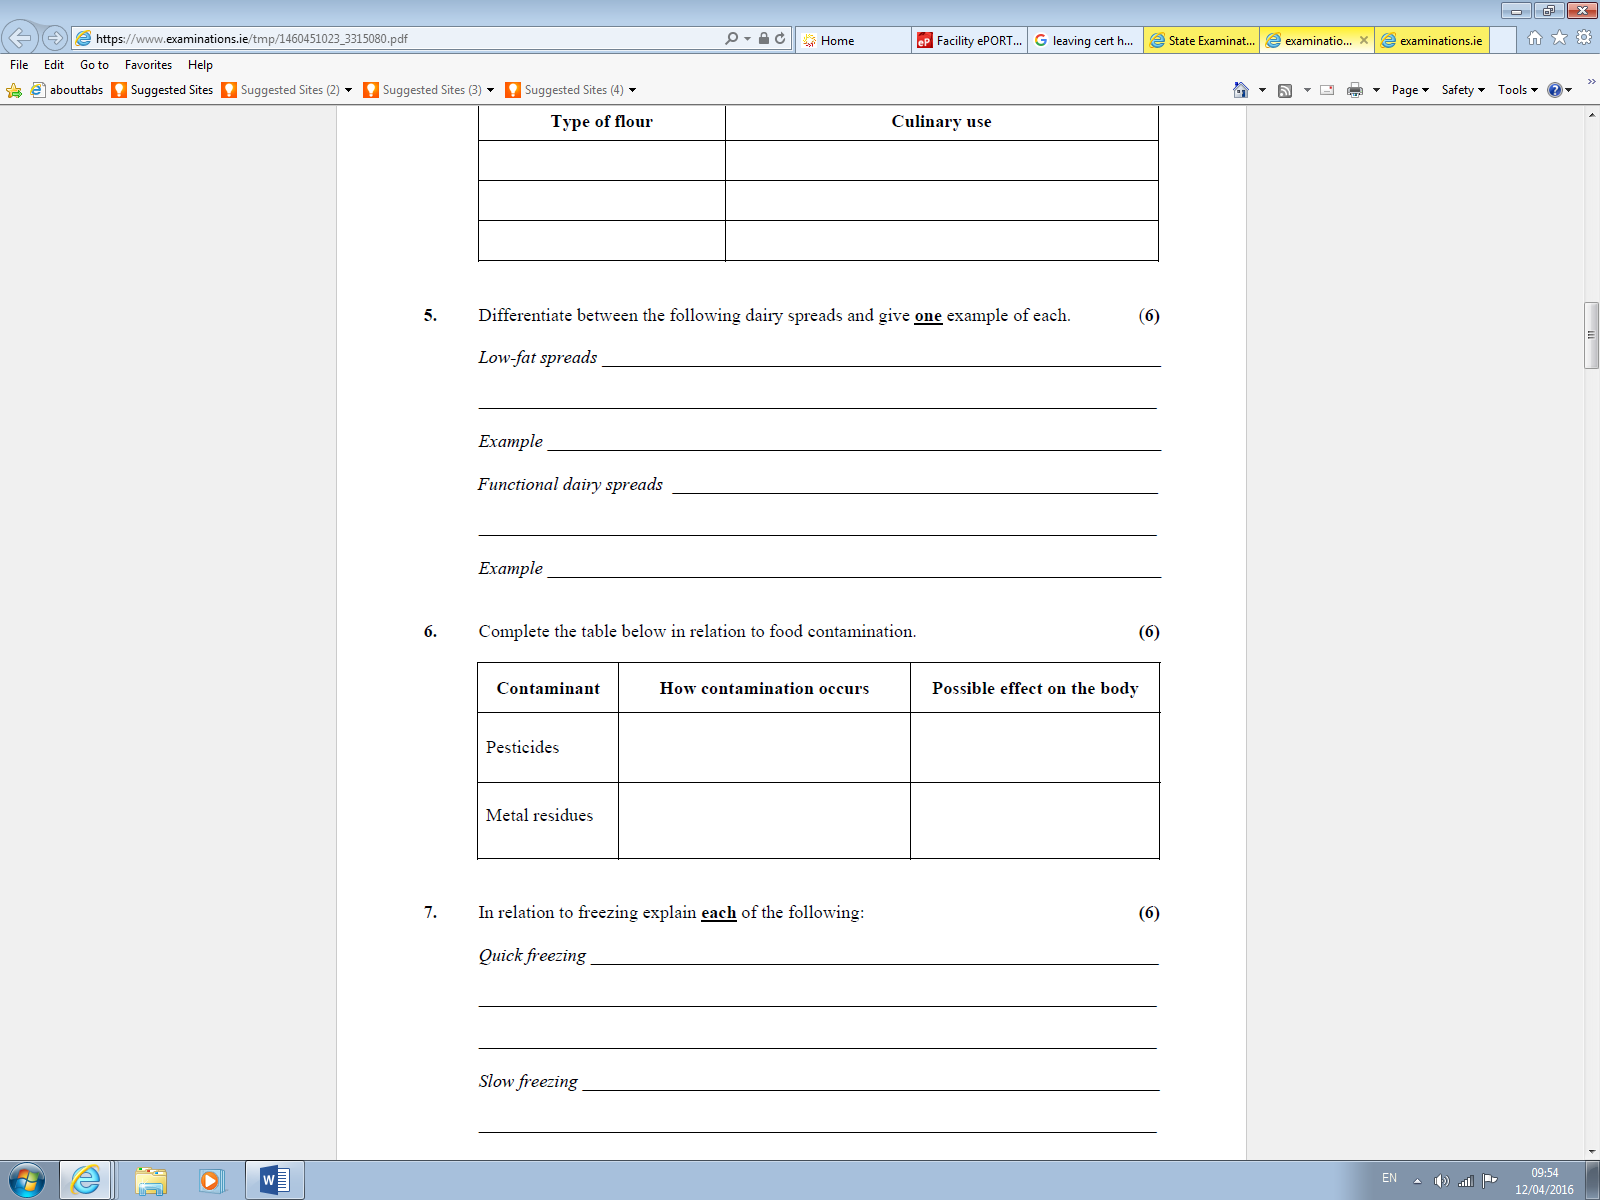 https://www.examinations.ie/tmp/1460451023_3315080.pdf
Home
Facility ePORT...
leaving cert h...
State Examinat...
examinatio...
examinations.ie
File Edit Go to Favorites Help
abouttabs Suggested Sites Suggested Sites (2) Suggested Sites (3) Suggested Sites (4) Page Safety Tools
Type of flour Culinary use
5. Differentiate between the following dairy spreads and give one example of each. (6)
Low-fat spreads
Example
Functional dairy spreads
Example
6. Complete the table below in relation to food contamination. (6)
Contaminant How contamination occurs Possible effect on the body
Pesticides
Metal residues
7. In relation to freezing explain each of the following: (6)
Quick freezing
Slow freezing
EN 09:54
12/04/2016